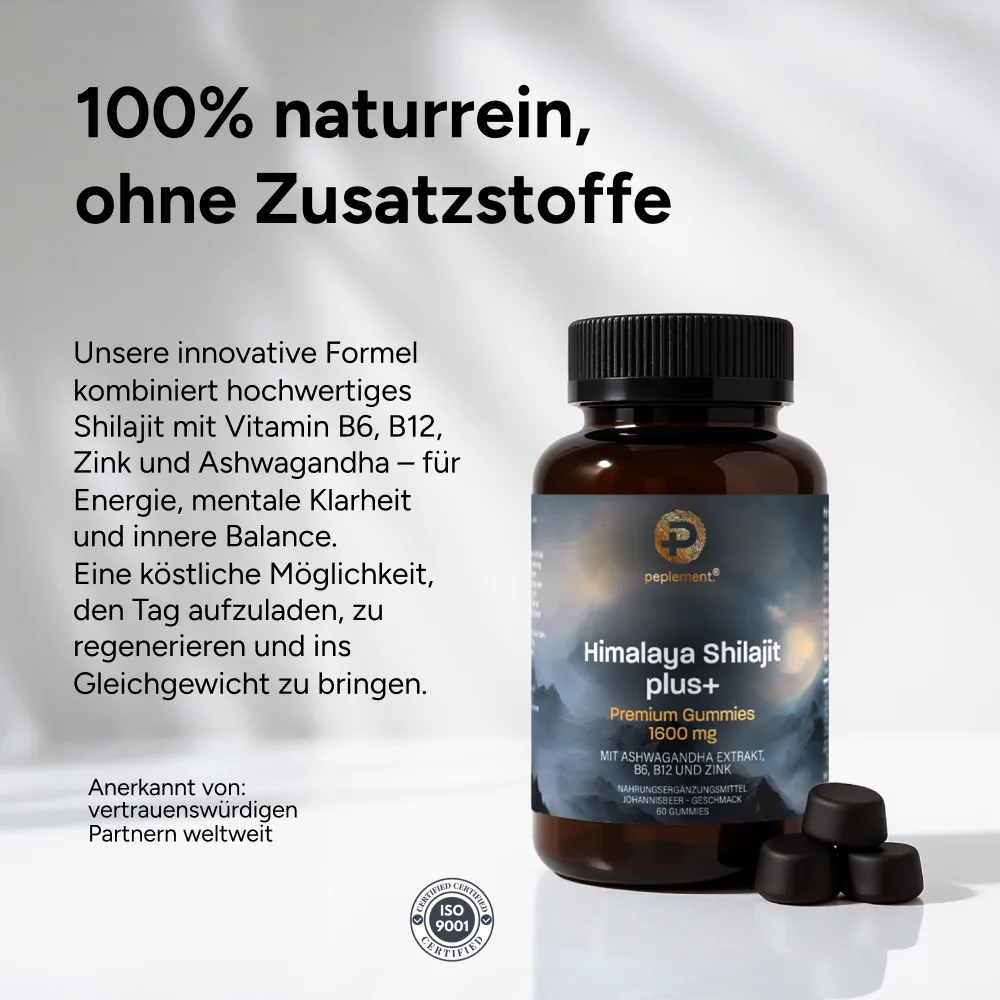 100% naturrein,
ohne Zusatzstoffe
Unsere innovative Formel
kombiniert hochwertiges
Shilajit mit Vitamin B6, B12,
Zink und Ashwagandha – für
Energie, mentale Klarheit
und innere Balance.
Eine köstliche Möglichkeit,
den Tag aufzuladen, zu
regenerieren und ins
Gleichgewicht zu bringen.
peplement.®
Himalaya Shilajit
plus+
Premium Gummies
1600 mg
MIT ASHWAGANDHA EXTRAKT,
B6, B12 UND ZINK
NAHRUNGSERGÄNZUNGSMITTEL
JOHANNISBEER - GESCHMACK
60 GUMMIES
Anerkannt von:
vertrauenswürdigen
Partnern weltweit
CERTIFIED CERTIFIED
ISO
9001
CERTIFIED